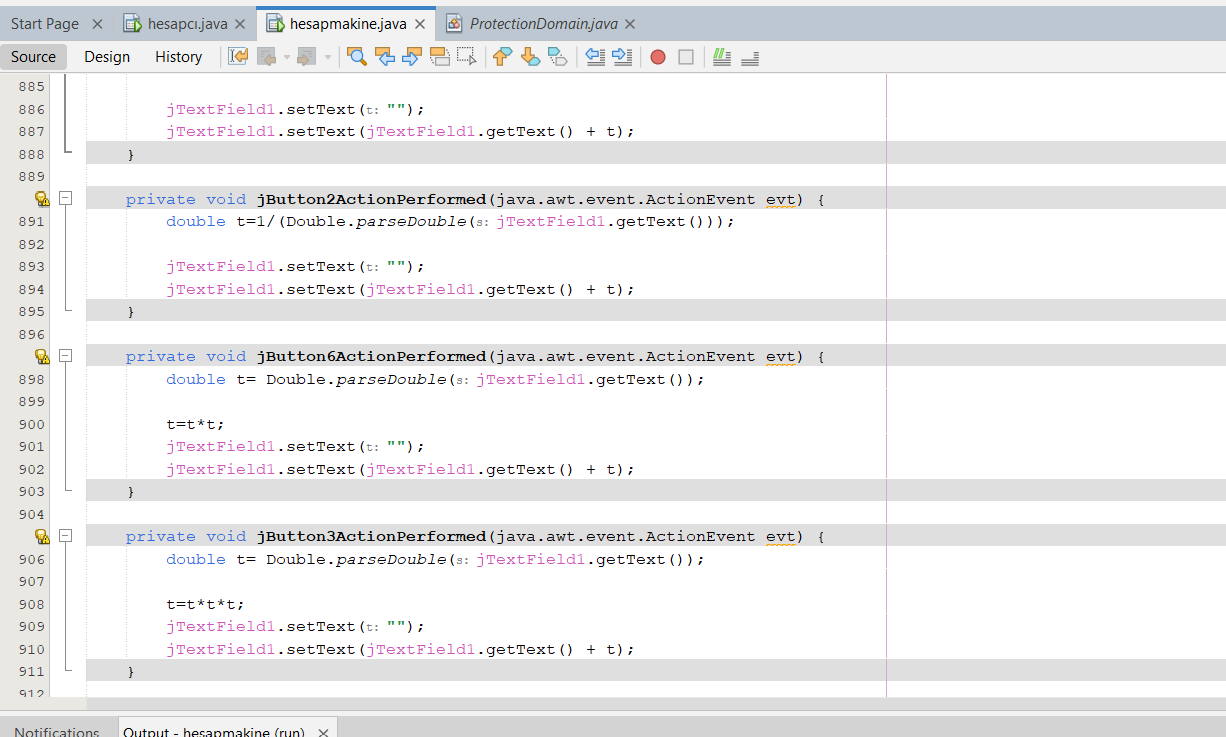 Start Page × hesapcı.java × hesapmakine.java × ProtectionDomain.java ×
Source Design History
885
886 jTextField1.setText(t: "");
887 jTextField1.setText(jTextField1.getText() + t);
888 }
889
private void jButton2ActionPerformed(java.awt.event.ActionEvent evt) {
891 double t=1/(Double.parseDouble(s: jTextField1.getText()));
892
893 jTextField1.setText(t: "");
894 jTextField1.setText(jTextField1.getText() + t);
895 }
896
private void jButton6ActionPerformed(java.awt.event.ActionEvent evt) {
898 double t= Double.parseDouble(s: jTextField1.getText());
899
900 t=t*t;
901 jTextField1.setText(t: "");
902 jTextField1.setText(jTextField1.getText() + t);
903 }
904
private void jButton3ActionPerformed(java.awt.event.ActionEvent evt) {
906 double t= Double.parseDouble(s: jTextField1.getText());
907
908 t=t*t*t;
909 jTextField1.setText(t: "");
910 jTextField1.setText(jTextField1.getText() + t);
911 }
912
Notifications Output - hesapmakine (run) ×